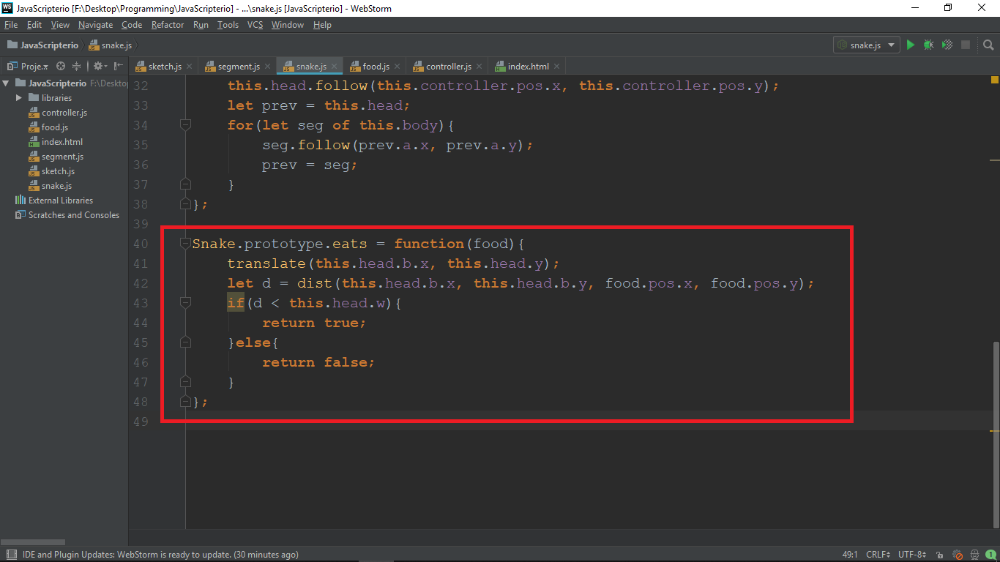 JavaScripterio [F:\Desktop\Programming\JavaScripterio] - ...\snake.js [JavaScripterio] - WebStorm
File Edit View Navigate Code Refactor Run Tools VCS Window Help
JavaScripterio snake.js snake.js
Proje... sketch.js segment.js snake.js food.js controller.js index.html
JavaScripterio F:\Deskto
libraries
controller.js
food.js
index.html
segment.js
sketch.js
snake.js
External Libraries
Scratches and Consoles
32 this.head.follow(this.controller.pos.x, this.controller.pos.y);
33 let prev = this.head;
34 for(let seg of this.body){
35 seg.follow(prev.a.x, prev.a.y);
36 prev = seg;
37 }
38 };
39
40 Snake.prototype.eats = function(food){
41 translate(this.head.b.x, this.head.y);
42 let d = dist(this.head.b.x, this.head.b.y, food.pos.x, food.pos.y);
43 if(d < this.head.w){
44 return true;
45 }else{
46 return false;
47 }
48 };
49
IDE and Plugin Updates: WebStorm is ready to update. (30 minutes ago) 49:1 CRLF UTF-8 1